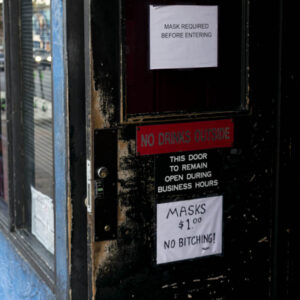 MASK REQUIRED
BEFORE ENTERING
NO DRINKS OUTSIDE
THIS DOOR
TO REMAIN
OPEN DURING
BUSINESS HOURS
MASKS
$1.00
NO BITCHING!